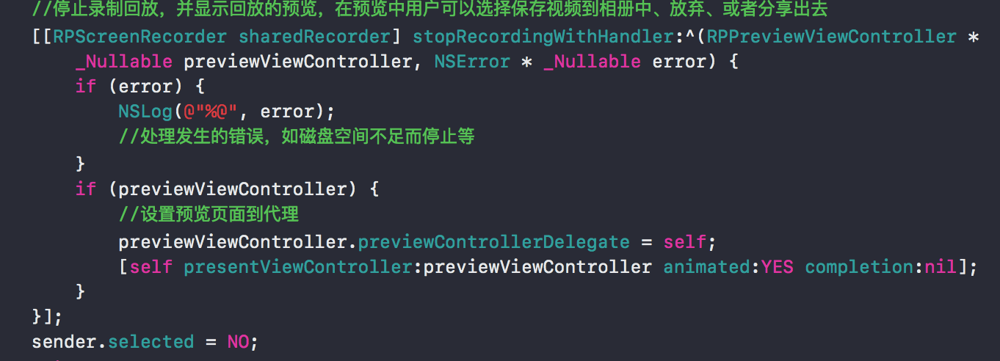 //停止录制回放，并显示回放的预览，在预览中用户可以选择保存视频到相册中、放弃、或者分享出去
[[RPScreenRecorder sharedRecorder] stopRecordingWithHandler:^(RPPreviewViewController *
_Nullable previewViewController, NSError * _Nullable error) {
if (error) {
NSLog(@"%@", error);
//处理发生的错误，如磁盘空间不足而停止等
}
if (previewViewController) {
//设置预览页面到代理
previewViewController.previewControllerDelegate = self;
[self presentViewController:previewViewController animated:YES completion:nil];
}
}];
sender.selected = NO;